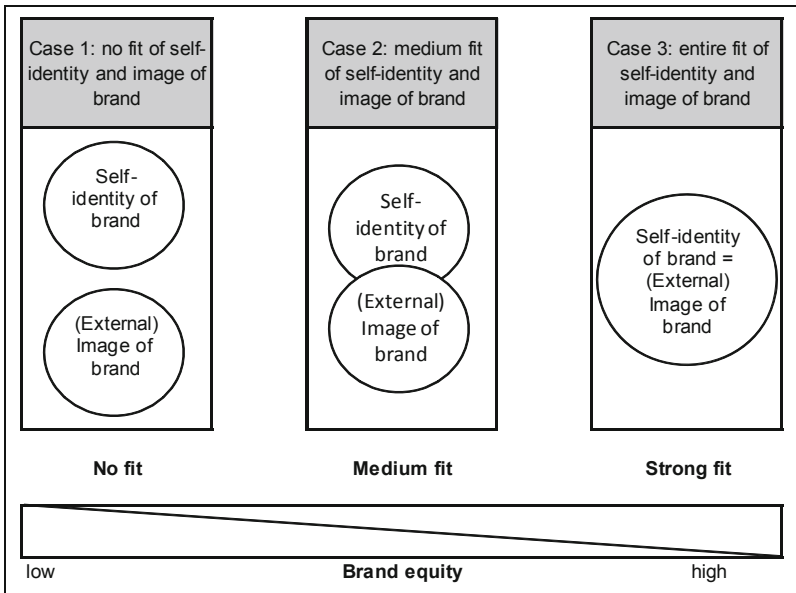 Case 1: no fit of self-
identity and image of
brand
Self-
identity of
brand
(External)
Image of
brand
No fit
Case 2: medium fit
of self-identity and
image of brand
Self-
identity of
brand
(External)
Image of
brand
Medium fit
Case 3: entire fit of
self-identity and
image of brand
Self-identity
of brand =
(External)
Image of
brand
Strong fit
low
Brand equity
high